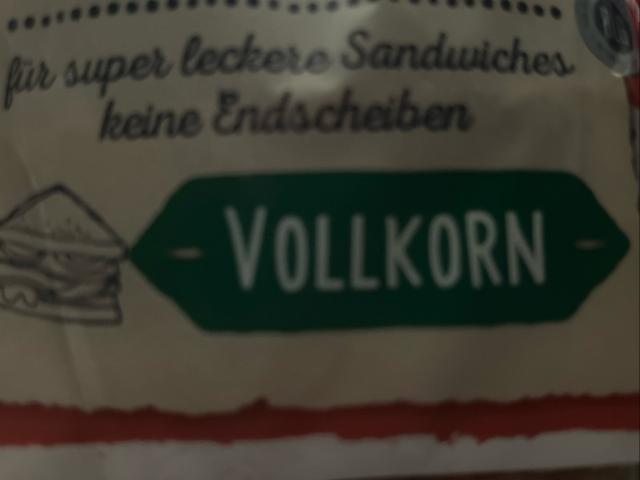 für super leckere Sandwiches
keine Endscheiben
VOLLKORN